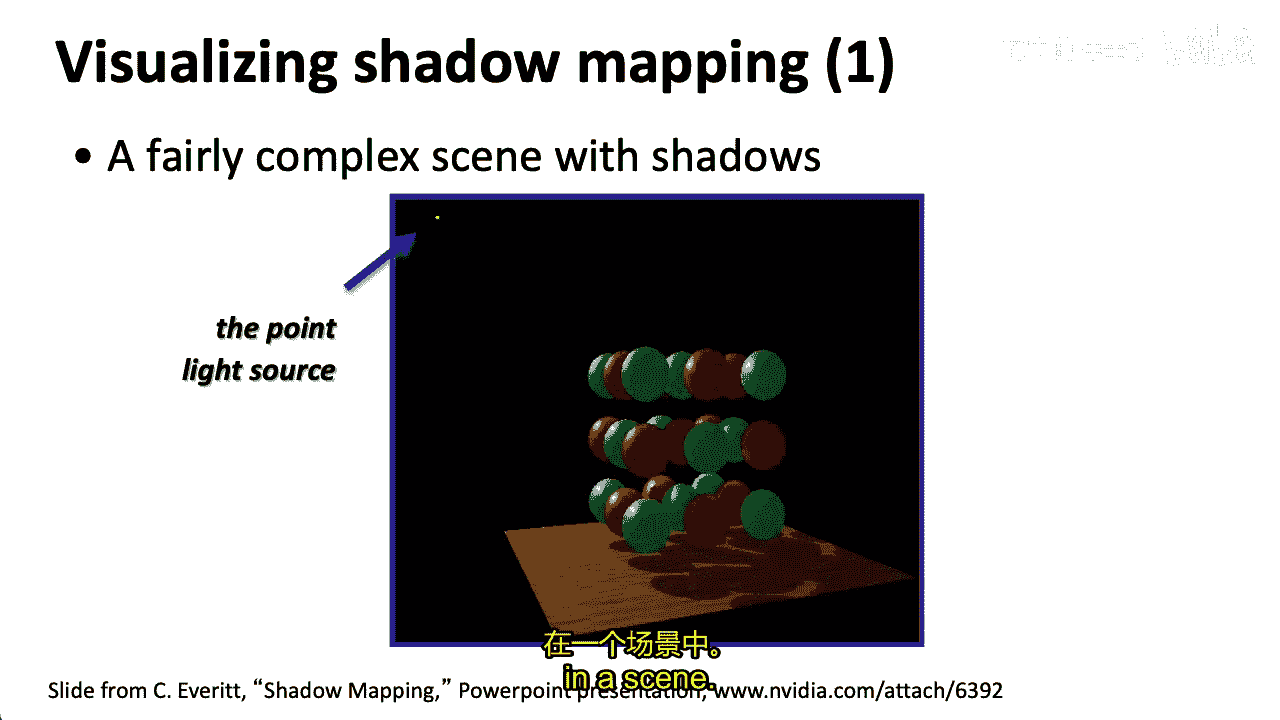 Visualizing shadow mapping (1)
• A fairly complex scene with shadows
the point
light source
在一个场景中。
in a scene.
Slide from C. Everitt, “Shadow Mapping,” Powerpoint presentation, www.nvidia.com/attach/6392